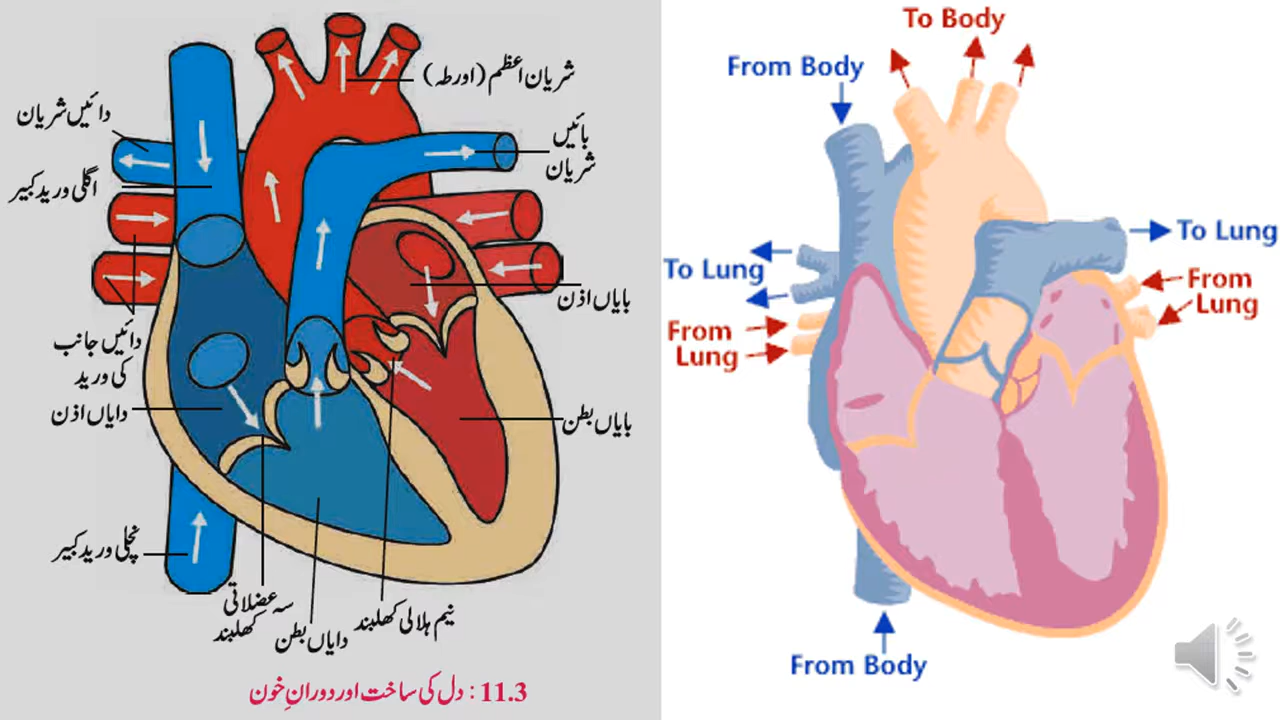 شریان اعظم (اورطہ)
دائیں شریان
بائیں
شریان
اگلی ورید کبیر
بایاں اذن
دائیں جانب
کی ورید
دایاں اذن
بایاں بطن
نچلی ورید کبیر
سہ عضلاتی
کھلبند
دایاں بطن
نیم ہلالی کھلبند
11.3 : دل کی ساخت اور دورانِ خون
To Body
From Body
To Lung
To Lung
From
Lung
From
Lung
From Body